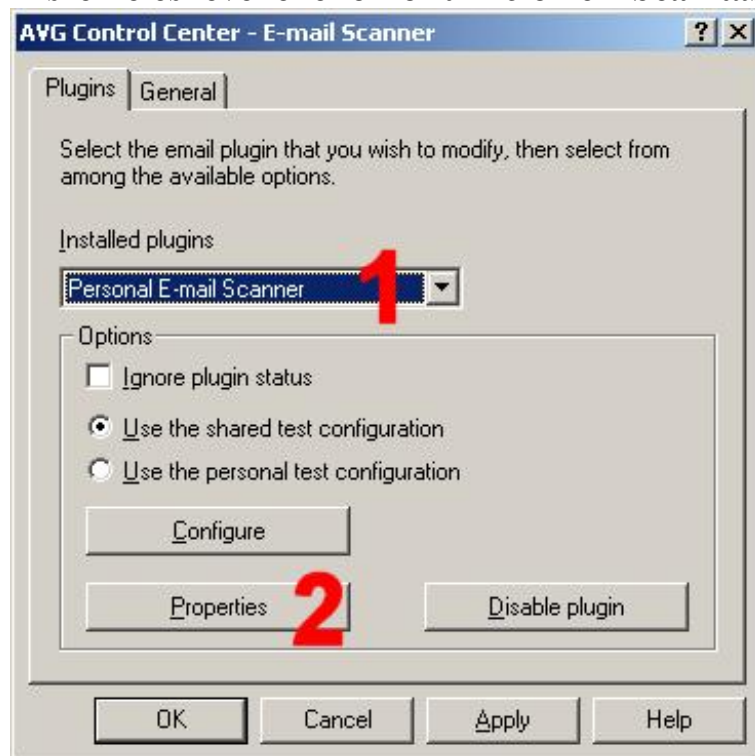 AVG Control Center - E-mail Scanner
Plugins General
Select the email plugin that you wish to modify, then select from
among the available options.
Installed plugins
Personal E-mail Scanner
1
Options
Ignore plugin status
Use the shared test configuration
Use the personal test configuration
Configure
Properties 2 Disable plugin
OK Cancel Apply Help